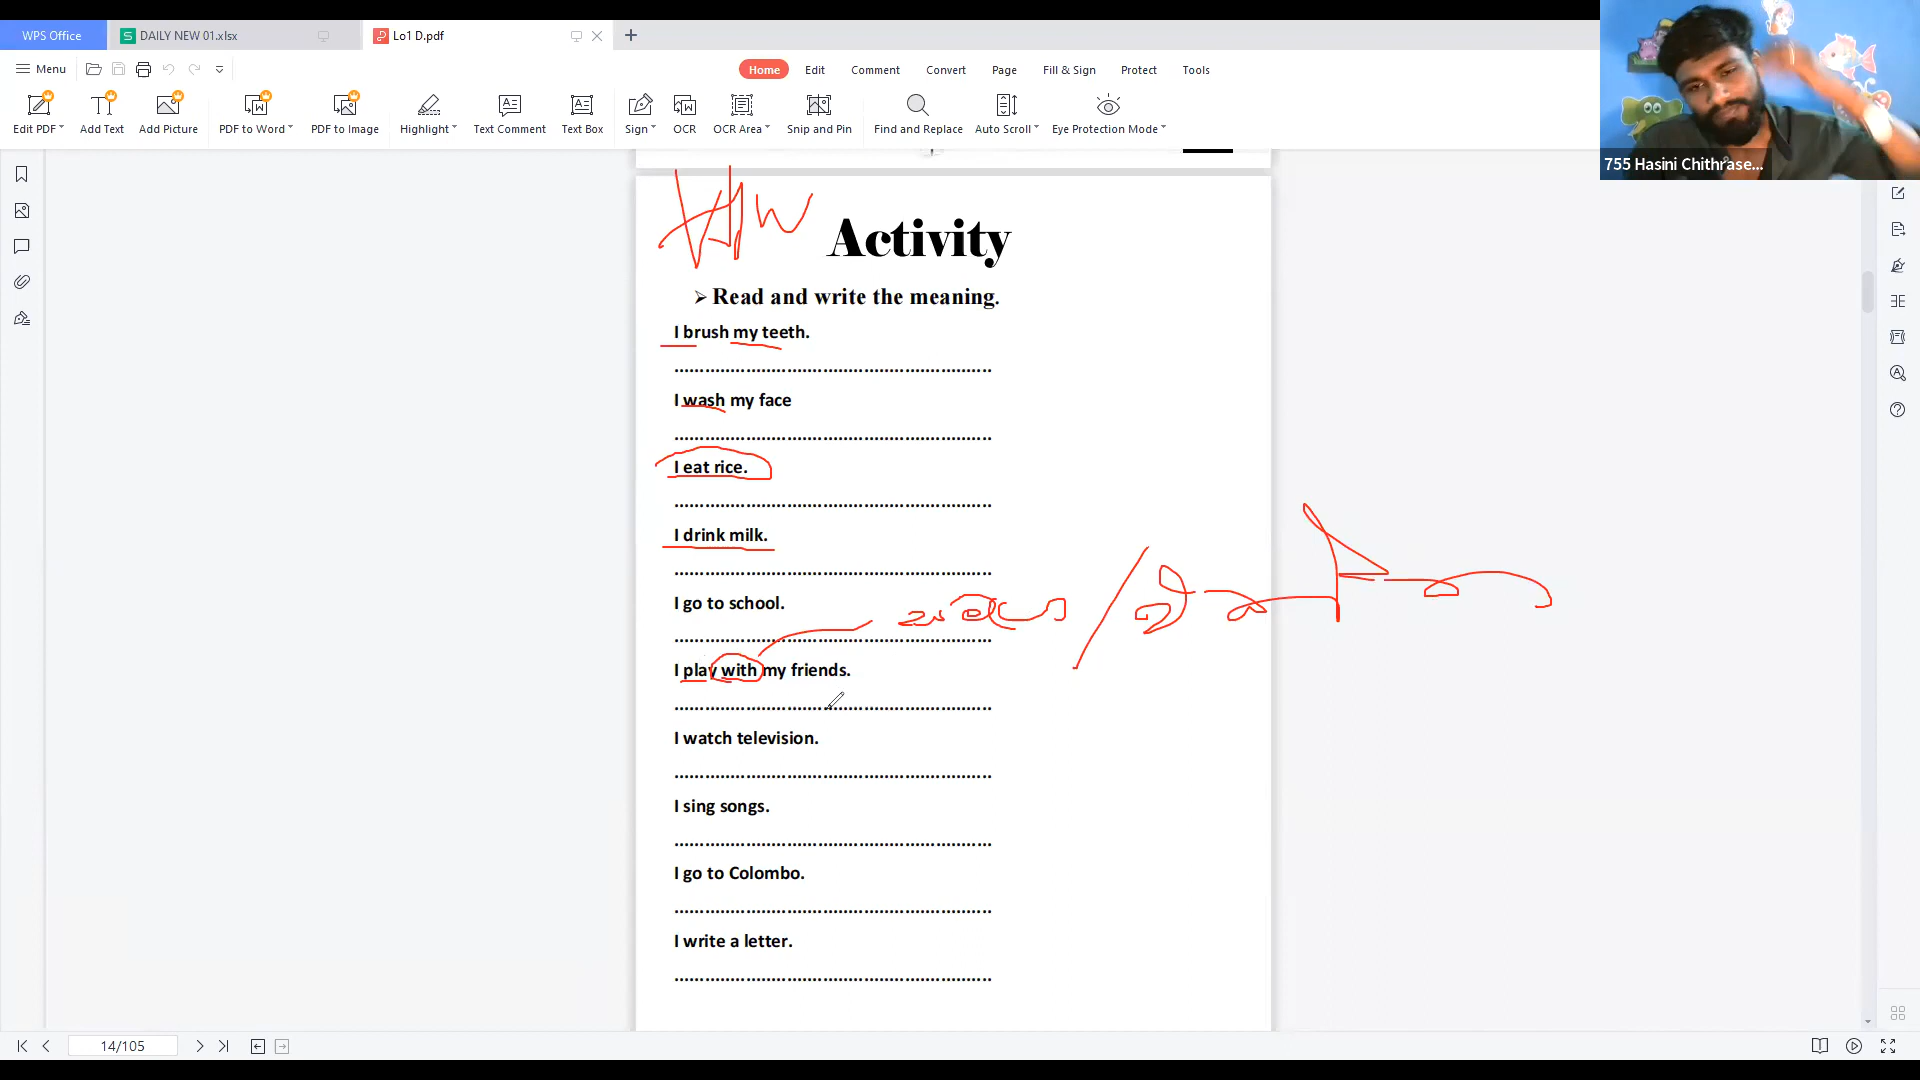 WPS Office
DAILY NEW 01.xlsx
Lo1 D.pdf
Menu
Home Edit Comment Convert Page Fill & Sign Protect Tools
Edit PDF Add Text Add Picture PDF to Word PDF to Image Highlight Text Comment Text Box Sign OCR OCR Area Snip and Pin Find and Replace Auto Scroll Eye Protection Mode
755 Hasini Chithrase...
HW
Activity
➢ Read and write the meaning.
I brush my teeth.
................................................................
I wash my face
................................................................
I eat rice.
................................................................
I drink milk.
................................................................
I go to school.
................................................................
I play with my friends.
................................................................
I watch television.
................................................................
I sing songs.
................................................................
I go to Colombo.
................................................................
I write a letter.
................................................................
14/105